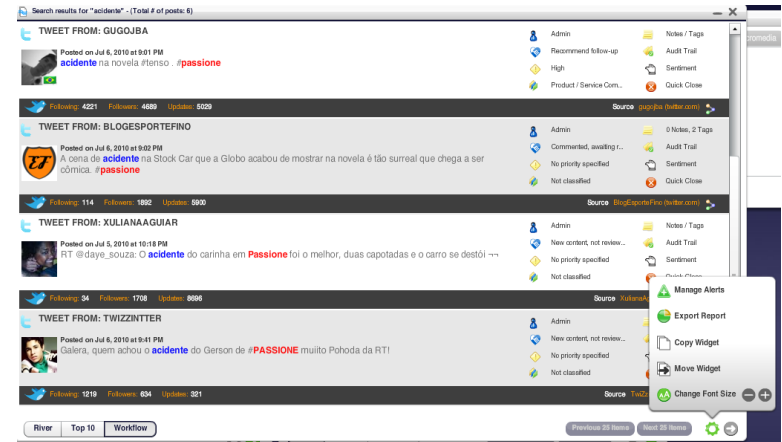 Search results for "acidente" - (Total # of posts: 6)
TWEET FROM: GUGOJBA
Posted on Jul 6, 2010 at 9:01 PM
acidente na novela #tenso . #passione
Admin
Notes / Tags
Recommend follow-up
Audit Trail
High
Sentiment
Product / Service Com...
Quick Close
Following: 4221 Followers: 4689 Updates: 5029
Source gugojba (twitter.com)
TWEET FROM: BLOGESPORTEFINO
Posted on Jul 6, 2010 at 9:02 PM
A cena de acidente na Stock Car que a Globo acabou de mostrar na novela é tão surreal que chega a ser
cômica. #passione
EF
Admin
0 Notes, 2 Tags
Commented, awaiting r...
Audit Trail
No priority specified
Sentiment
Not classified
Quick Close
Following: 114 Followers: 1892 Updates: 5900
Source BlogEsporteFino (twitter.com)
TWEET FROM: XULIANAAGUIAR
Posted on Jul 5, 2010 at 10:18 PM
RT @daye_souza: O acidente do carinha em Passione foi o melhor, duas capotadas e o carro se destói ¬¬
Admin
Notes / Tags
New content, not review...
Audit Trail
No priority specified
Sentiment
Not classified
Quick Close
Following: 34 Followers: 1708 Updates: 8696
Source
TWEET FROM: TWIZZINTTER
Posted on Jul 6, 2010 at 9:41 PM
Galera, quem achou o acidente do Gerson de #PASSIONE muiito Pohoda da RT!
Admin
New content, not review...
No priority specified
Not classified
Following: 1219 Followers: 634 Updates: 321
Source
Manage Alerts
Export Report
Copy Widget
Move Widget
Change Font Size
River Top 10 Workflow
Previous 25 Items Next 25 Items